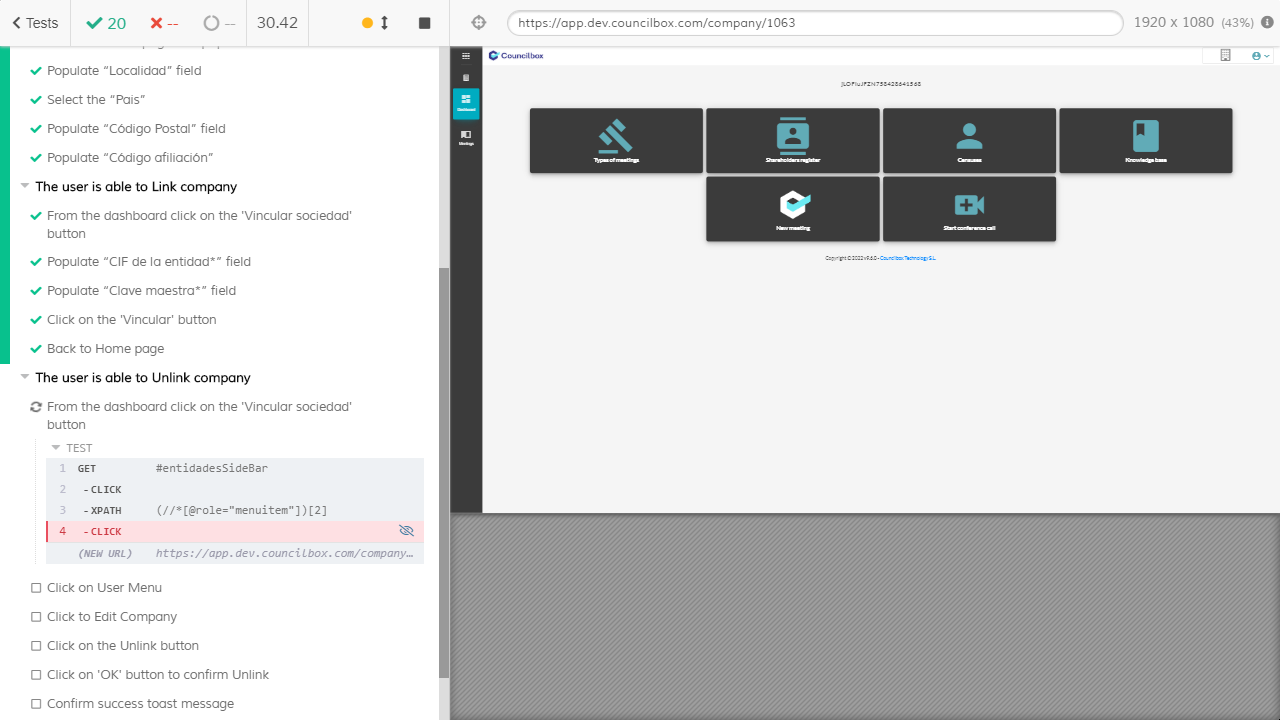 Tests
20
--
--
30.42
https://app.dev.councilbox.com/company/1063
1920 x 1080 (43%)
Populate “Localidad” field
Select the “Pais”
Populate “Código Postal” field
Populate “Código afiliación”
The user is able to Link company
From the dashboard click on the 'Vincular sociedad'
button
Populate “CIF de la entidad*” field
Populate “Clave maestra*” field
Click on the 'Vincular' button
Back to Home page
The user is able to Unlink company
From the dashboard click on the 'Vincular sociedad'
button
TEST
1 GET #entidadesSideBar
2 -CLICK
3 -XPATH (//*[@role="menuitem"])[2]
4 -CLICK
(NEW URL) https://app.dev.councilbox.com/company…
Click on User Menu
Click to Edit Company
Click on the Unlink button
Click on 'OK' button to confirm Unlink
Confirm success toast message
Councilbox
Dashboard
Meetings
Types of meetings
Shareholders register
Censuses
Knowledge base
New meeting
Start conference call
Copyright © 2022 v9.6.0 - Councilbox Technology S.L.